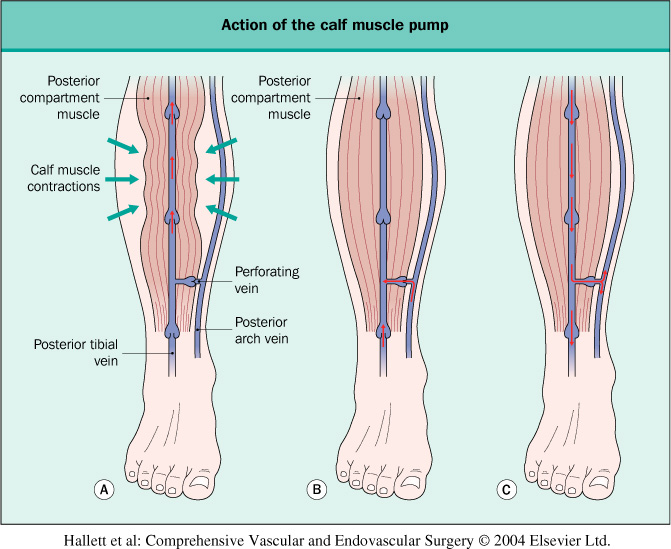 Action of the calf muscle pump
Posterior
compartment
muscle
Calf muscle
contractions
Perforating
vein
Posterior
arch vein
Posterior tibial
vein
A
Posterior
compartment
muscle
B
C
Hallett et al: Comprehensive Vascular and Endovascular Surgery © 2004 Elsevier Ltd.